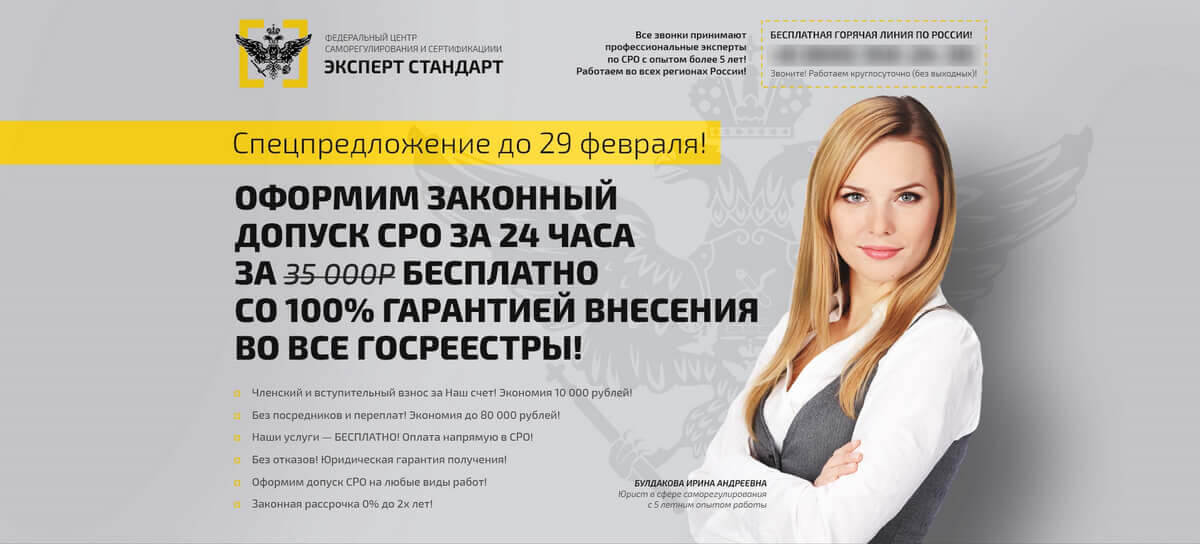 ФЕДЕРАЛЬНЫЙ ЦЕНТР
САМОРЕГУЛИРОВАНИЯ И СЕРТИФИКАЦИИИ
ЭКСПЕРТ СТАНДАРТ
Все звонки принимают
профессиональные эксперты
по СРО с опытом более 5 лет!
Работаем во всех регионах России!
БЕСПЛАТНАЯ ГОРЯЧАЯ ЛИНИЯ ПО РОССИИ!
Звоните! Работаем круглосуточно (без выходных)!
Спецпредложение до 29 февраля!
ОФОРМИМ ЗАКОННЫЙ
ДОПУСК СРО ЗА 24 ЧАСА
ЗА 35 000Р БЕСПЛАТНО
СО 100% ГАРАНТИЕЙ ВНЕСЕНИЯ
ВО ВСЕ ГОСРЕЕСТРЫ!
Членский и вступительный взнос за Наш счет! Экономия 10 000 рублей!
Без посредников и переплат! Экономия до 80 000 рублей!
Наши услуги — БЕСПЛАТНО! Оплата напрямую в СРО!
Без отказов! Юридическая гарантия получения!
Оформим допуск СРО на любые виды работ!
Законная рассрочка 0% до 2х лет!
БУЛДАКОВА ИРИНА АНДРЕЕВНА
Юрист в сфере саморегулирования
с 5 летним опытом работы